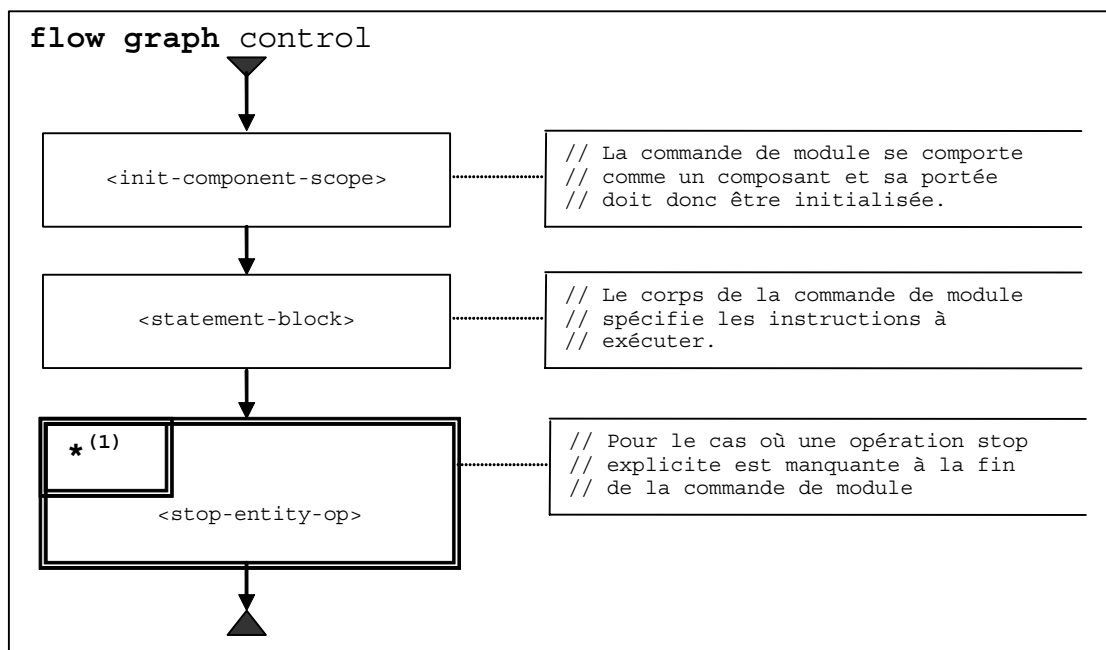 flow graph control
<init-component-scope>
// La commande de module se comporte
// comme un composant et sa portée
// doit donc être initialisée.
<statement-block>
// Le corps de la commande de module
// spécifie les instructions à
// exécuter.
*(1)
<stop-entity-op>
// Pour le cas où une opération stop
// explicite est manquante à la fin
// de la commande de module